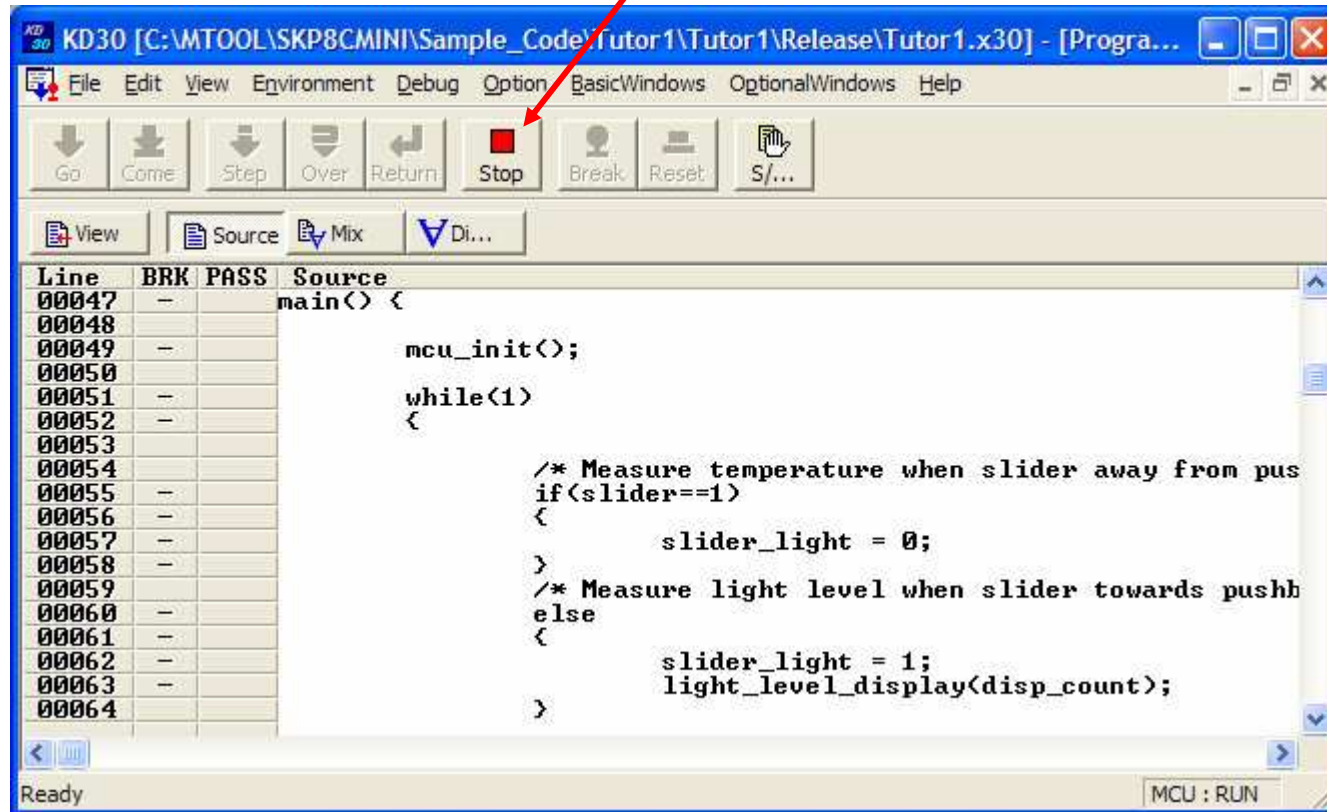 KD30 [C:\MTOOL\SKP8CMINI\Sample_Code\Tutor1\Tutor1\Release\Tutor1.x30] - [Progra...
File Edit View Environment Debug Option BasicWindows OptionalWindows Help
Go Come Step Over Return Stop Break Reset S/...
View Source Mix Di...
Line BRK PASS Source
00047 - main() {
00048
00049 - mcu_init();
00050
00051 - while(1)
00052 - {
00053
00054 /* Measure temperature when slider away from pus
00055 - if(slider==1)
00056 - {
00057 - slider_light = 0;
00058 - }
00059 /* Measure light level when slider towards pushb
00060 - else
00061 - {
00062 - slider_light = 1;
00063 - light_level_display(disp_count);
00064 }
Ready MCU : RUN